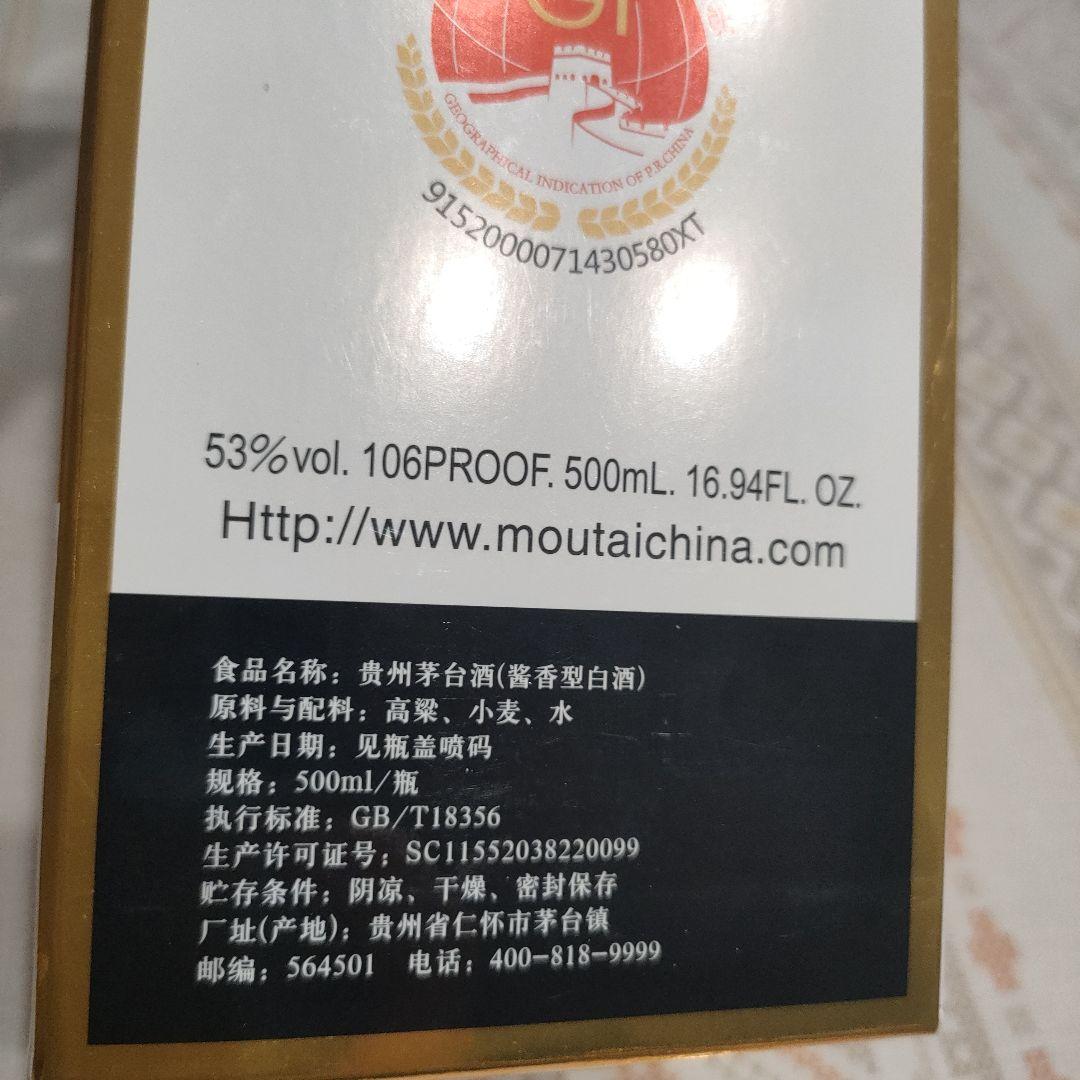 GI
GEOGRAPHICAL INDICATION OF P.R.CHINA
9152000071430580XT
53%vol. 106PROOF. 500mL. 16.94FL. OZ.
Http://www.moutaichina.com
食品名称：贵州茅台酒(酱香型白酒)
原料与配料：高粱、小麦、水
生产日期：见瓶盖喷码
规格：500ml/瓶
执行标准：GB/T18356
生产许可证号：SC11552038220099
贮存条件：阴凉、干燥、密封保存
厂址(产地)：贵州省仁怀市茅台镇
邮编：564501 电话：400-818-9999